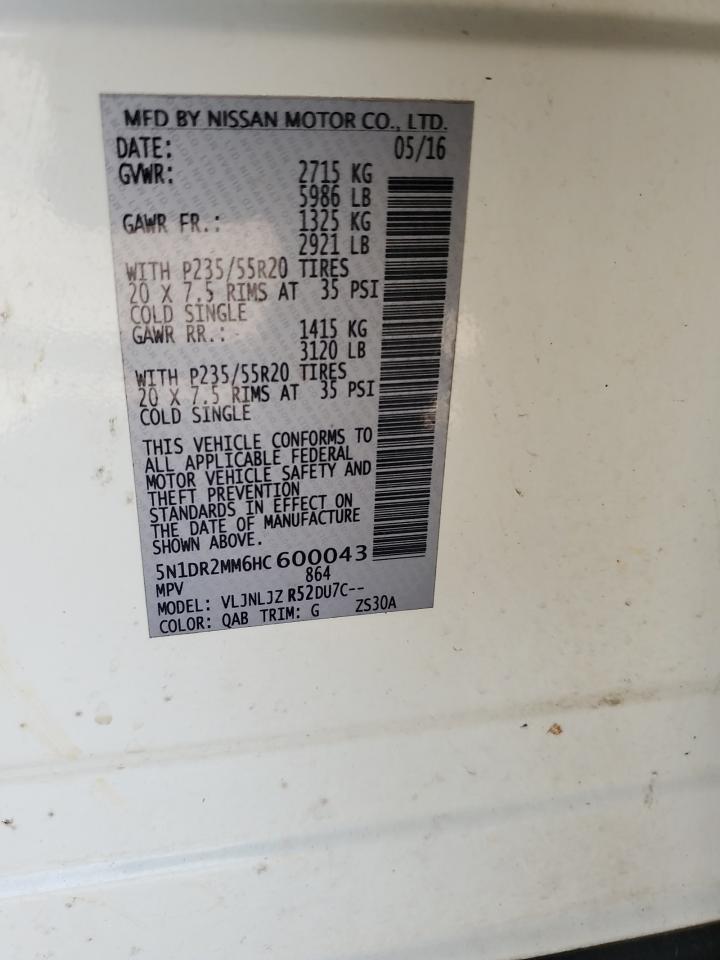 MFD BY NISSAN MOTOR CO., LTD.
DATE: 05/16
GVWR: 2715 KG
5986 LB
GAWR FR.: 1325 KG
2921 LB
WITH P235/55R20 TIRES
20 X 7.5 RIMS AT 35 PSI
COLD SINGLE
GAWR RR.: 1415 KG
3120 LB
WITH P235/55R20 TIRES
20 X 7.5 RIMS AT 35 PSI
COLD SINGLE
THIS VEHICLE CONFORMS TO
ALL APPLICABLE FEDERAL
MOTOR VEHICLE SAFETY AND
THEFT PREVENTION
STANDARDS IN EFFECT ON
THE DATE OF MANUFACTURE
SHOWN ABOVE.
5N1DR2MM6HC 600043
MPV 864
MODEL: VLJNLJZ R52DU7C--
COLOR: QAB TRIM: G ZS30A